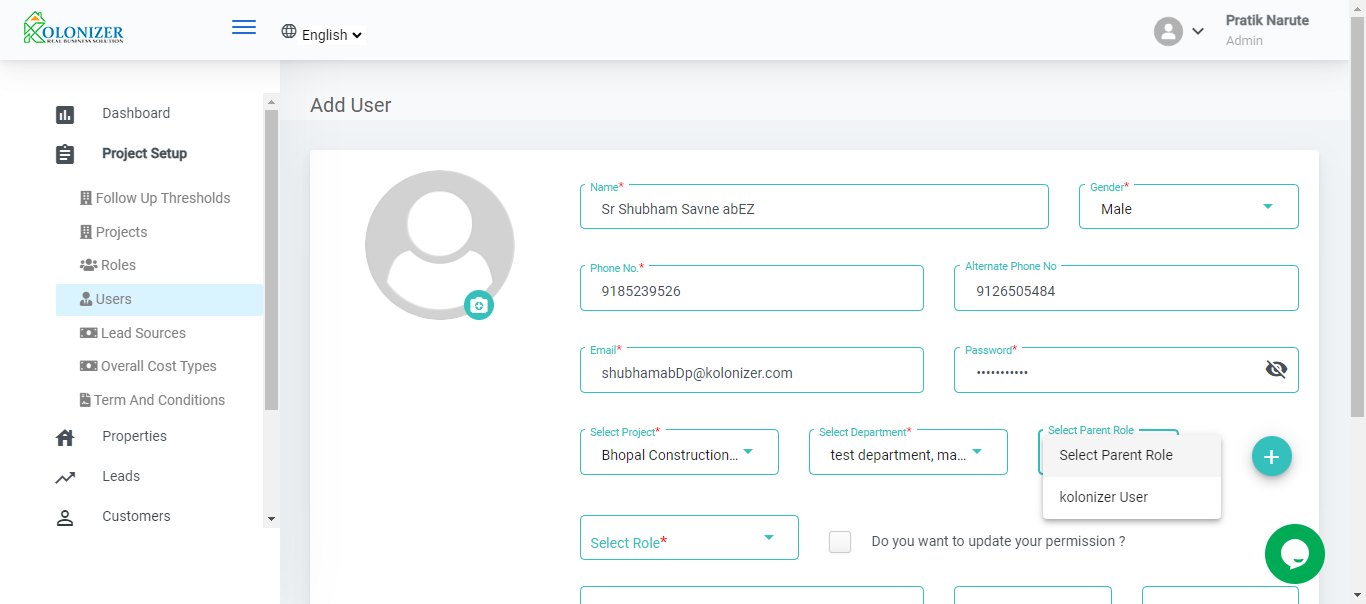 KOLONIZER
REAL BUSINESS SOLUTION
English
Pratik Narute
Admin
Dashboard
Project Setup
Follow Up Thresholds
Projects
Roles
Users
Lead Sources
Overall Cost Types
Term And Conditions
Properties
Leads
Customers
Add User
Name*
Sr Shubham Savne abEZ
Gender*
Male
Phone No.*
9185239526
Alternate Phone No
9126505484
Email*
shubhamabDp@kolonizer.com
Password*
•••••••••••
Select Project*
Bhopal Construction...
Select Department*
test department, ma...
Select Parent Role
Select Parent Role
kolonizer User
+
Select Role*
Do you want to update your permission ?